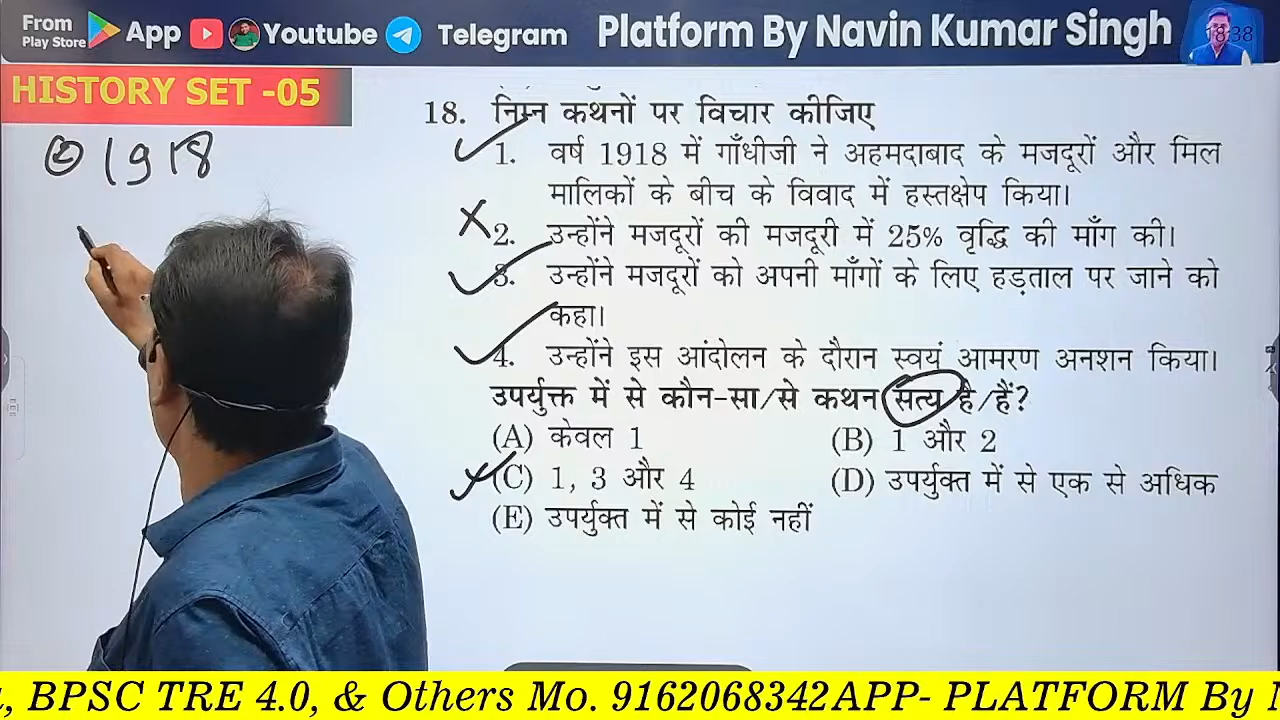 From
Play Store
App
Youtube
Telegram
Platform By Navin Kumar Singh
18:38
HISTORY SET -05
1918
18. निम्न कथनों पर विचार कीजिए
1. वर्ष 1918 में गाँधीजी ने अहमदाबाद के मजदूरों और मिल
मालिकों के बीच के विवाद में हस्तक्षेप किया।
2. उन्होंने मजदूरों की मजदूरी में 25% वृद्धि की माँग की।
3. उन्होंने मजदूरों को अपनी माँगों के लिए हड़ताल पर जाने को
कहा।
4. उन्होंने इस आंदोलन के दौरान स्वयं आमरण अनशन किया।
उपर्युक्त में से कौन-सा/से कथन सत्य है/हैं?
(A) केवल 1
(B) 1 और 2
(C) 1, 3 और 4
(D) उपर्युक्त में से एक से अधिक
(E) उपर्युक्त में से कोई नहीं
, BPSC TRE 4.0, & Others Mo. 9162068342APP- PLATFORM By